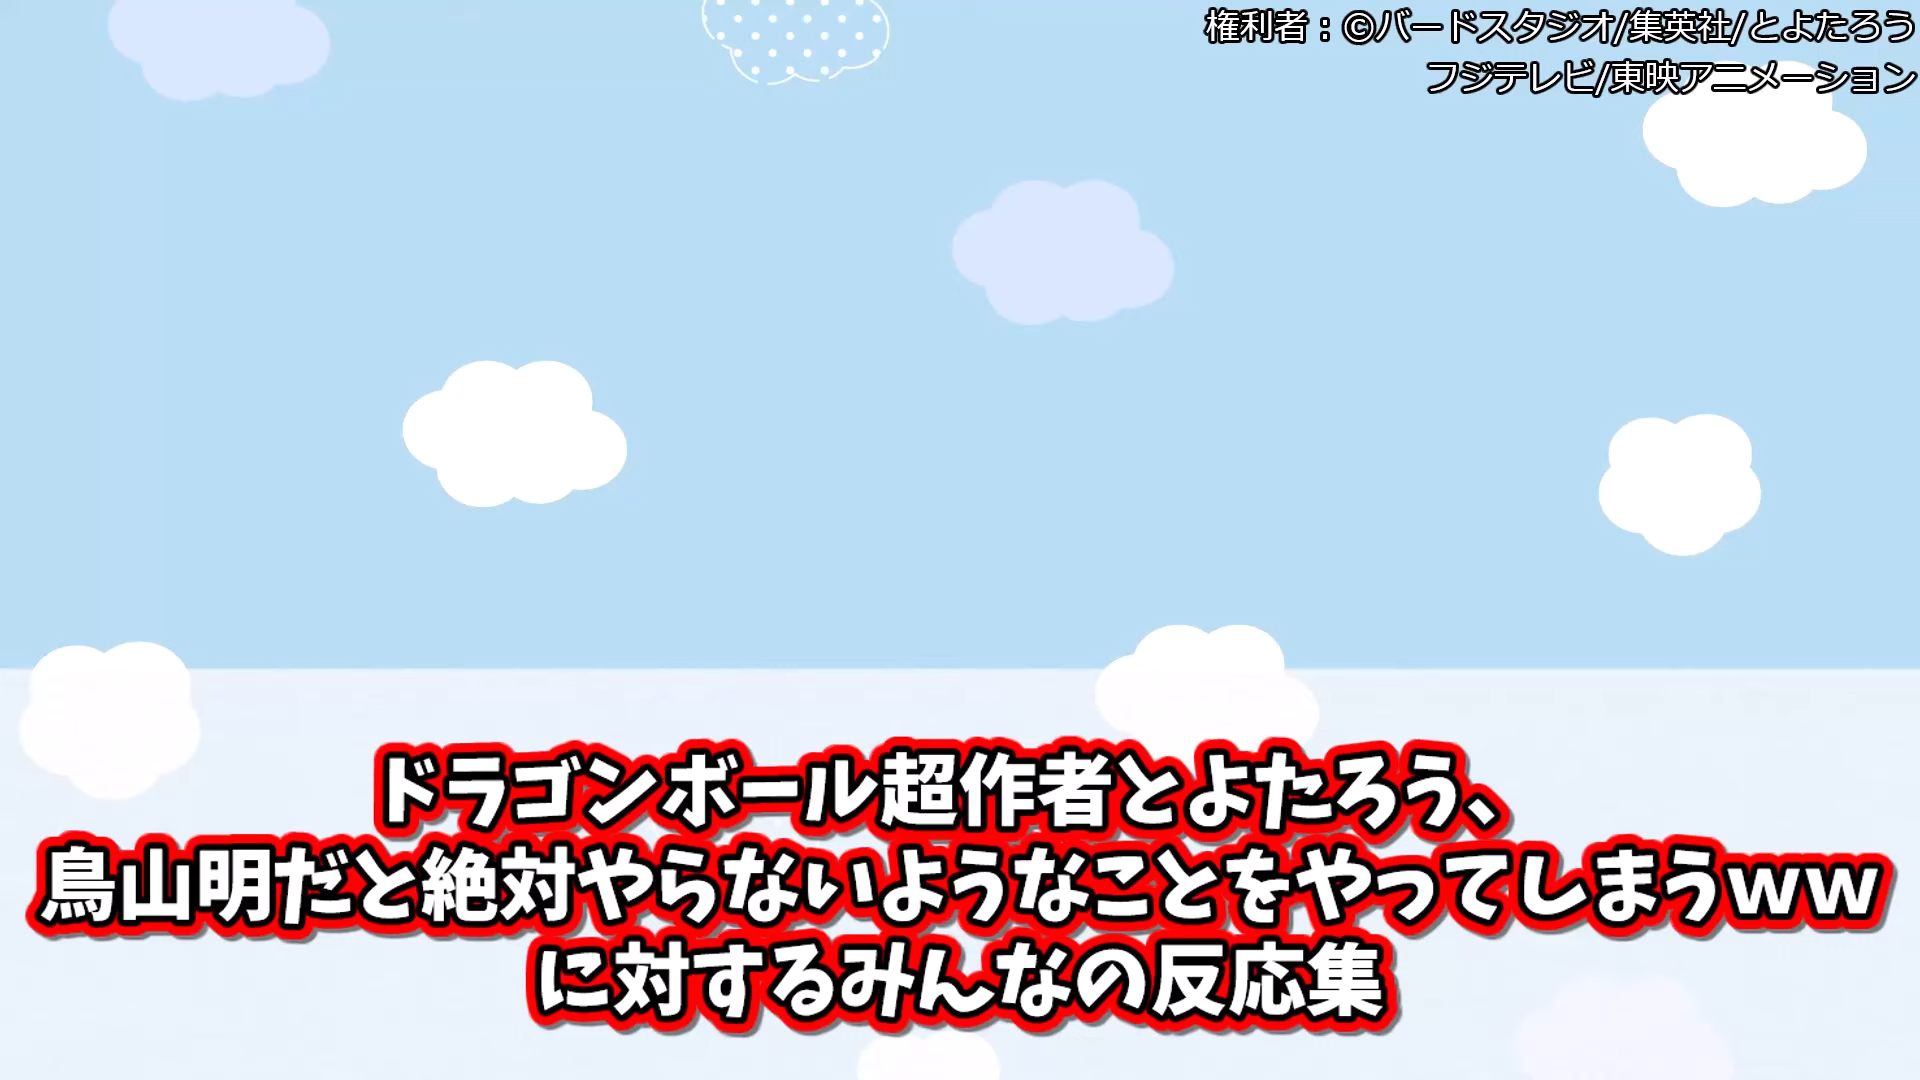 権利者：©バードスタジオ/集英社/とよたろう
フジテレビ/東映アニメーション
ドラゴンボール超作者とよたろう、
鳥山明だと絶対やらないようなことをやってしまうww
に対するみんなの反応集